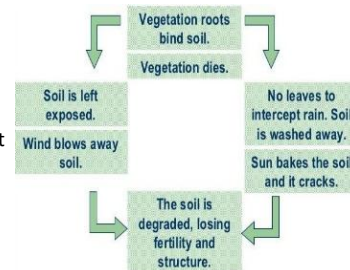 Vegetation roots
bind soil.
Vegetation dies.
Soil is left
exposed.
Wind blows away
soil.
No leaves to
intercept rain. Soil
is washed away.
Sun bakes the soil
and it cracks.
The soil is
degraded, losing
fertility and
structure.